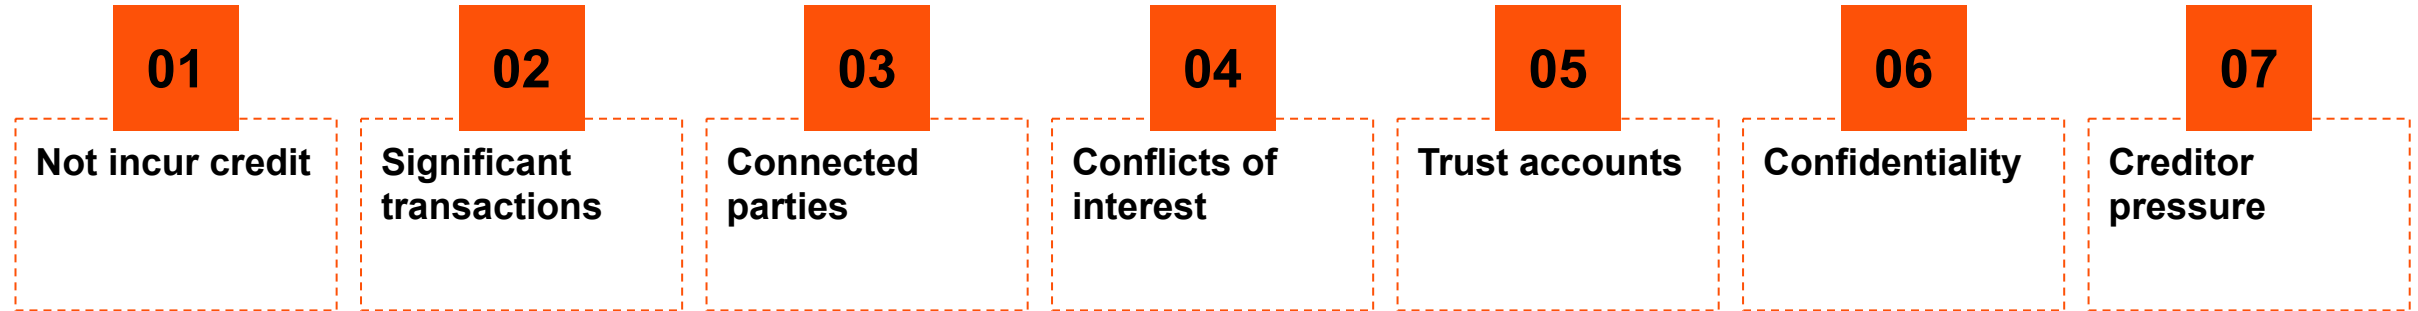 01
Not incur credit
02
Significant
transactions
03
Connected
parties
04
Conflicts of
interest
05
Trust accounts
06
Confidentiality
07
Creditor
pressure